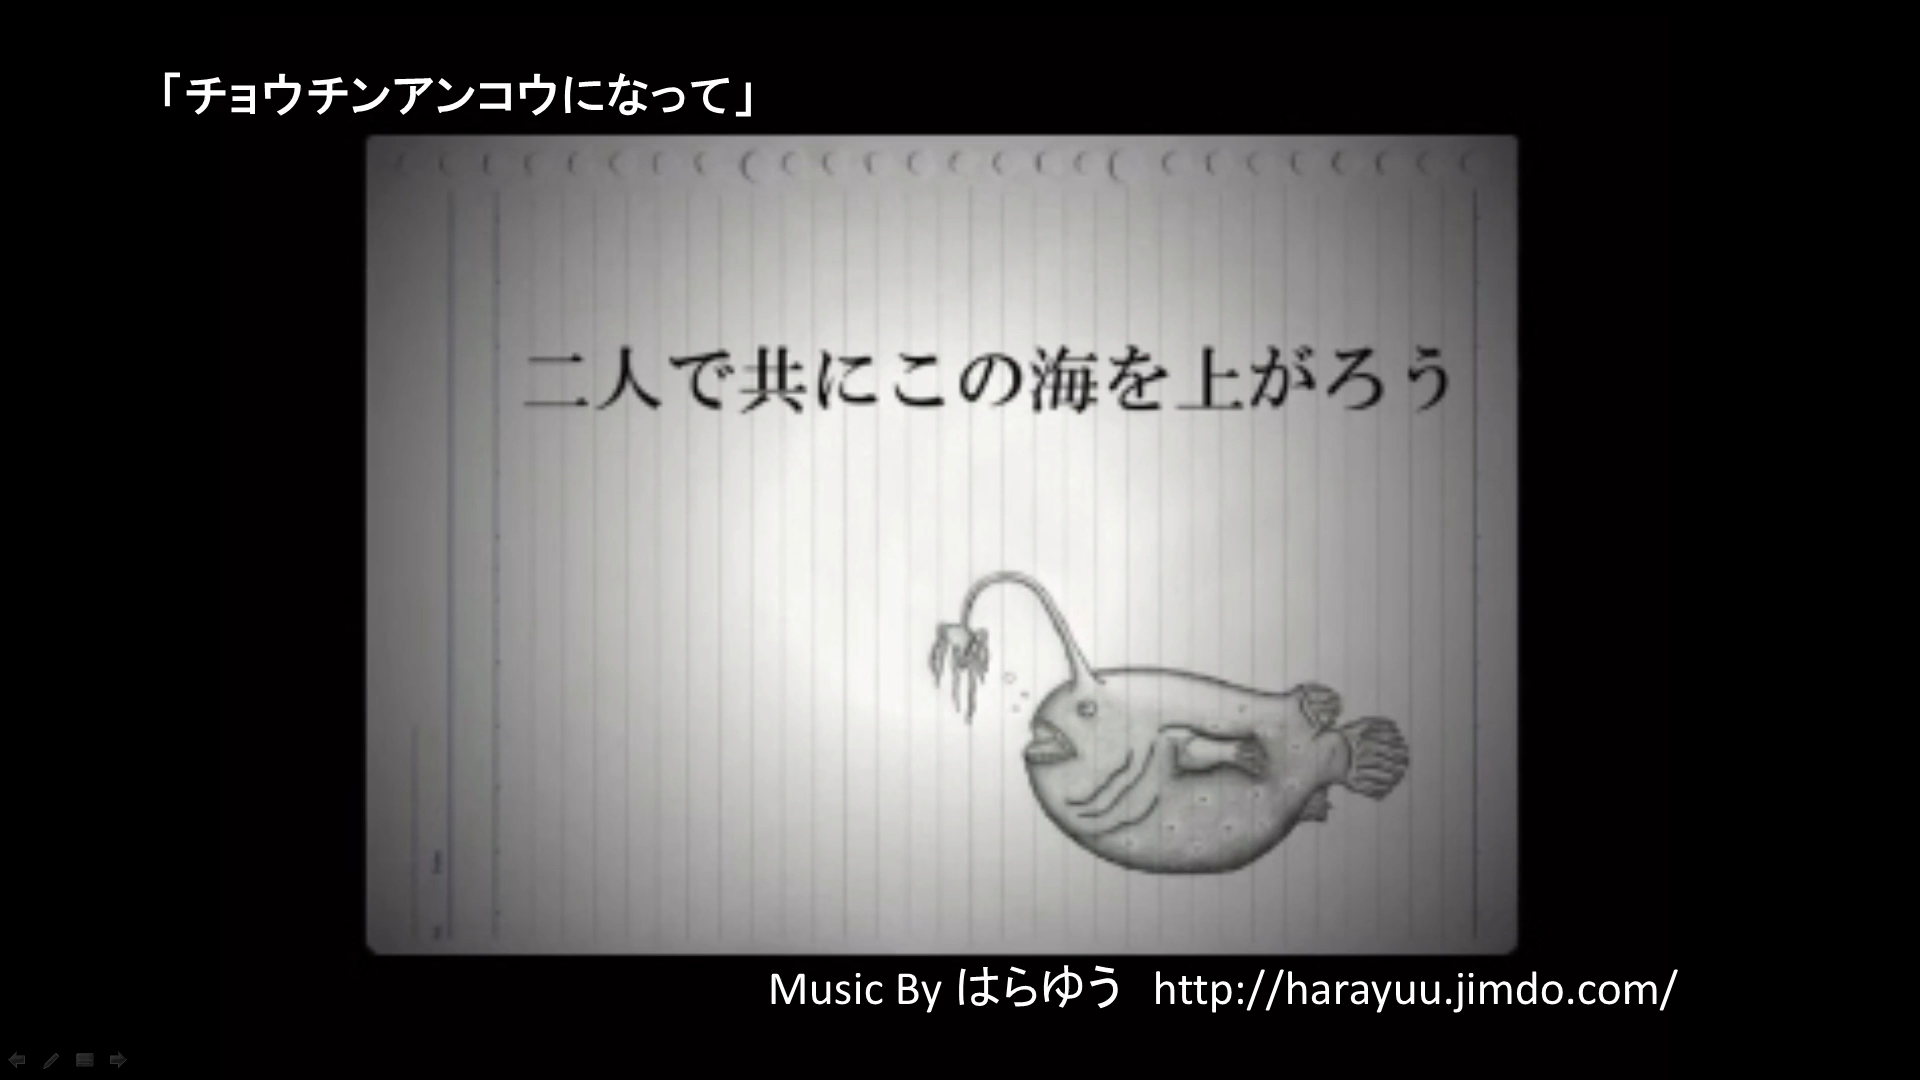 「チョウチンアンコウになって」
二人で共にこの海を上がろう
Music By はらゆう http://harayuu.jimdo.com/